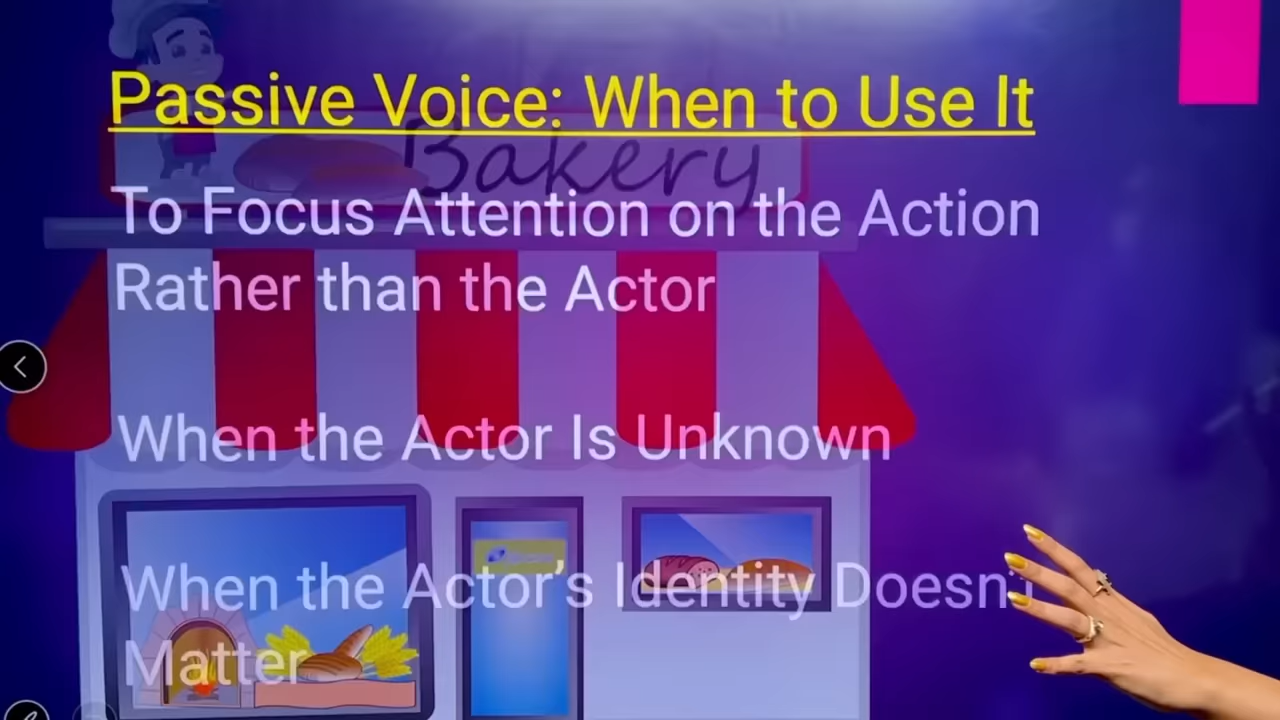 Passive Voice: When to Use It
Bakery
To Focus Attention on the Action
Rather than the Actor
When the Actor Is Unknown
When the Actor's Identity Doesn't
Matter